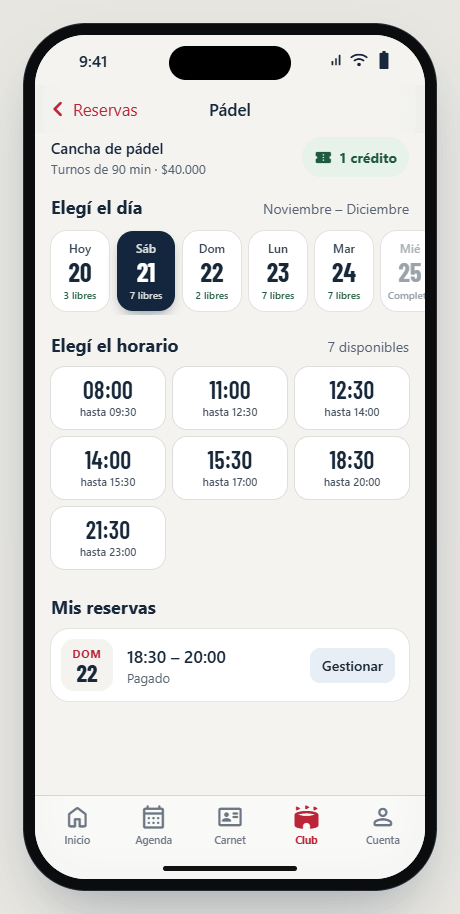 9:41
Reservas
Pádel
Cancha de pádel
Turnos de 90 min · $40.000
1 crédito
Elegí el día
Noviembre – Diciembre
Hoy
20
3 libres
Sáb
21
7 libres
Dom
22
2 libres
Lun
23
7 libres
Mar
24
7 libres
Mié
25
Complet
Elegí el horario
7 disponibles
08:00
hasta 09:30
11:00
hasta 12:30
12:30
hasta 14:00
14:00
hasta 15:30
15:30
hasta 17:00
18:30
hasta 20:00
21:30
hasta 23:00
Mis reservas
DOM
22
18:30 – 20:00
Pagado
Gestionar
Inicio
Agenda
Carnet
Club
Cuenta